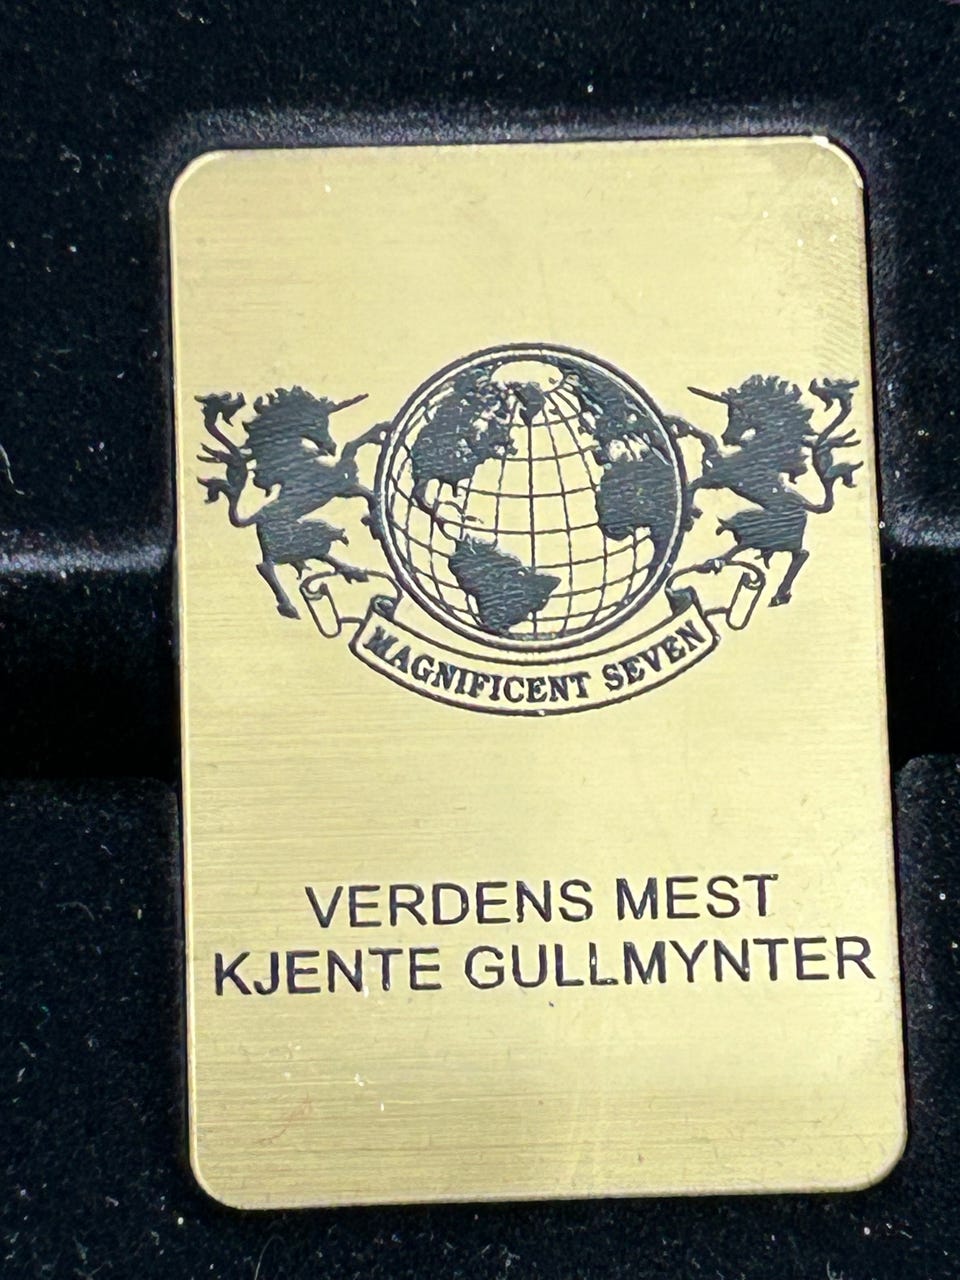 MAGNIFICENT SEVEN
VERDENS MEST
KJENTE GULLMYNTER